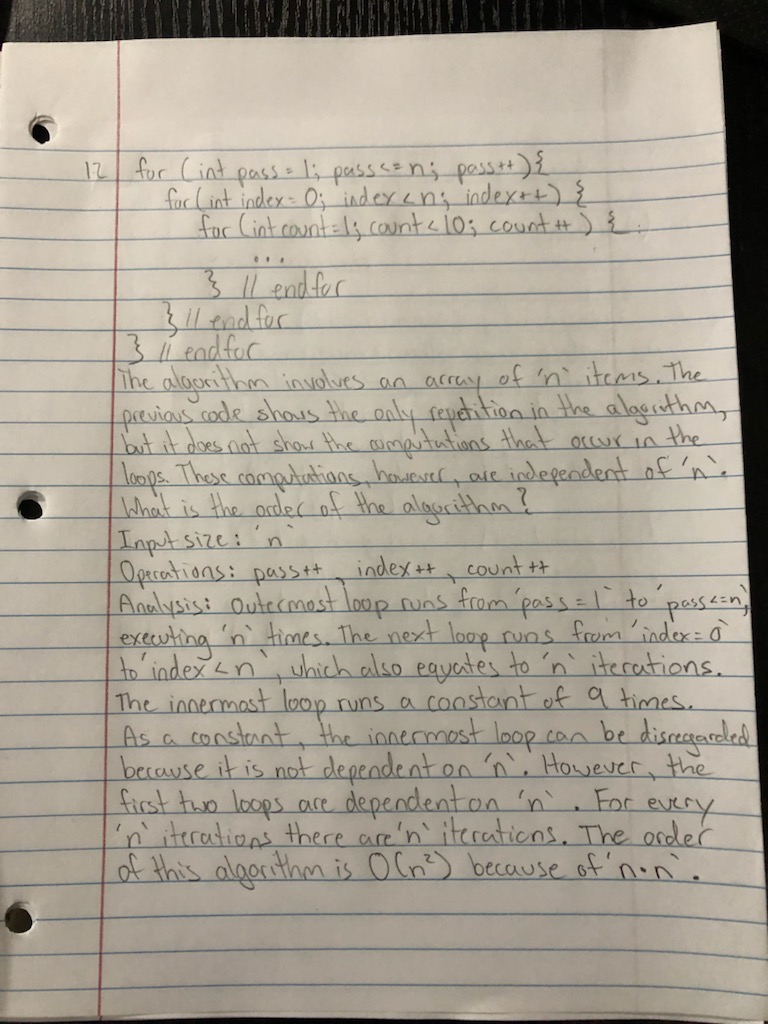 12 for (int pass = 1; pass <= n; pass++) {
for (int index = 0; index < n; index++) {
for (int count = 1; count < 10; count++) {
...
} // endfor
} // endfor
} // endfor
The algorithm involves an array of 'n' items. The
previous code shows the only repetition in the algorithm,
but it does not show the computations that occur in the
loops. These computations, however, are independent of 'n'.
What is the order of the algorithm?
Input size: 'n'
Operations: pass++, index++, count++
Analysis: Outermost loop runs from 'pass = 1' to 'pass <= n',
executing 'n' times. The next loop runs from 'index = 0'
to 'index < n', which also equates to 'n' iterations.
The innermost loop runs a constant of 9 times.
As a constant, the innermost loop can be disregarded
because it is not dependent on 'n'. However, the
first two loops are dependent on 'n'. For every
'n' iterations there are 'n' iterations. The order
of this algorithm is O(n²) because of 'n·n'.